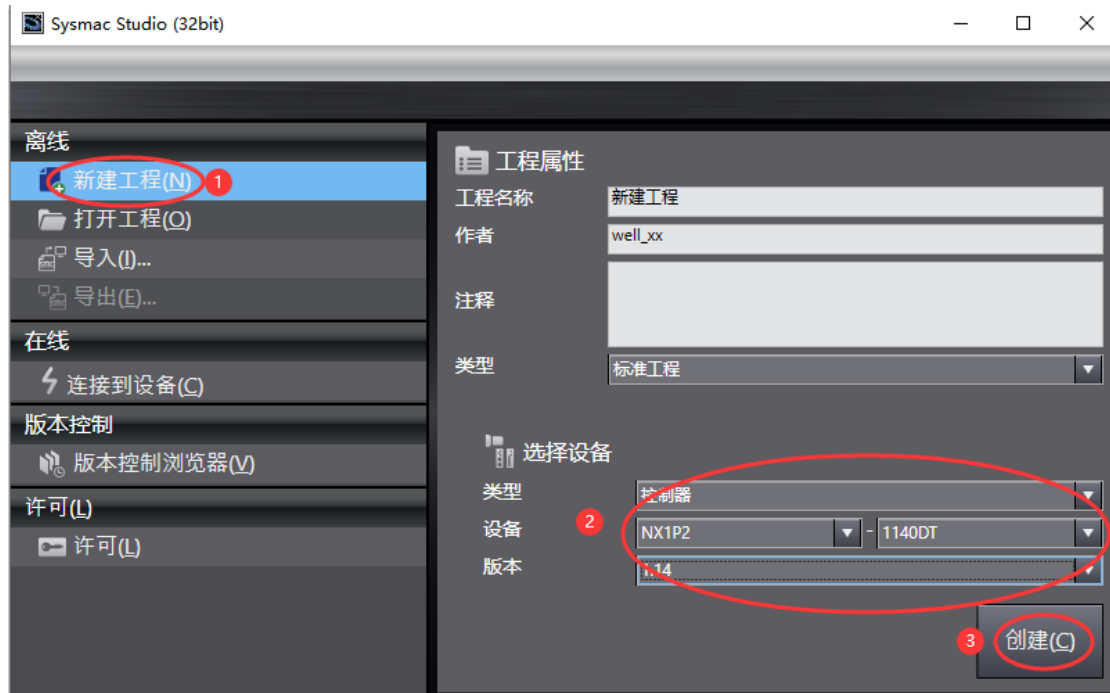 Sysmac Studio (32bit)
离线
新建工程(N) 1
打开工程(O)
导入(I)...
导出(E)...
在线
连接到设备(C)
版本控制
版本控制浏览器(V)
许可(L)
许可(L)
工程属性
工程名称 新建工程
作者 well_xx
注释
类型 标准工程
选择设备
类型 控制器
设备 2 NX1P2 - 1140DT
版本 1.14
3 创建(C)